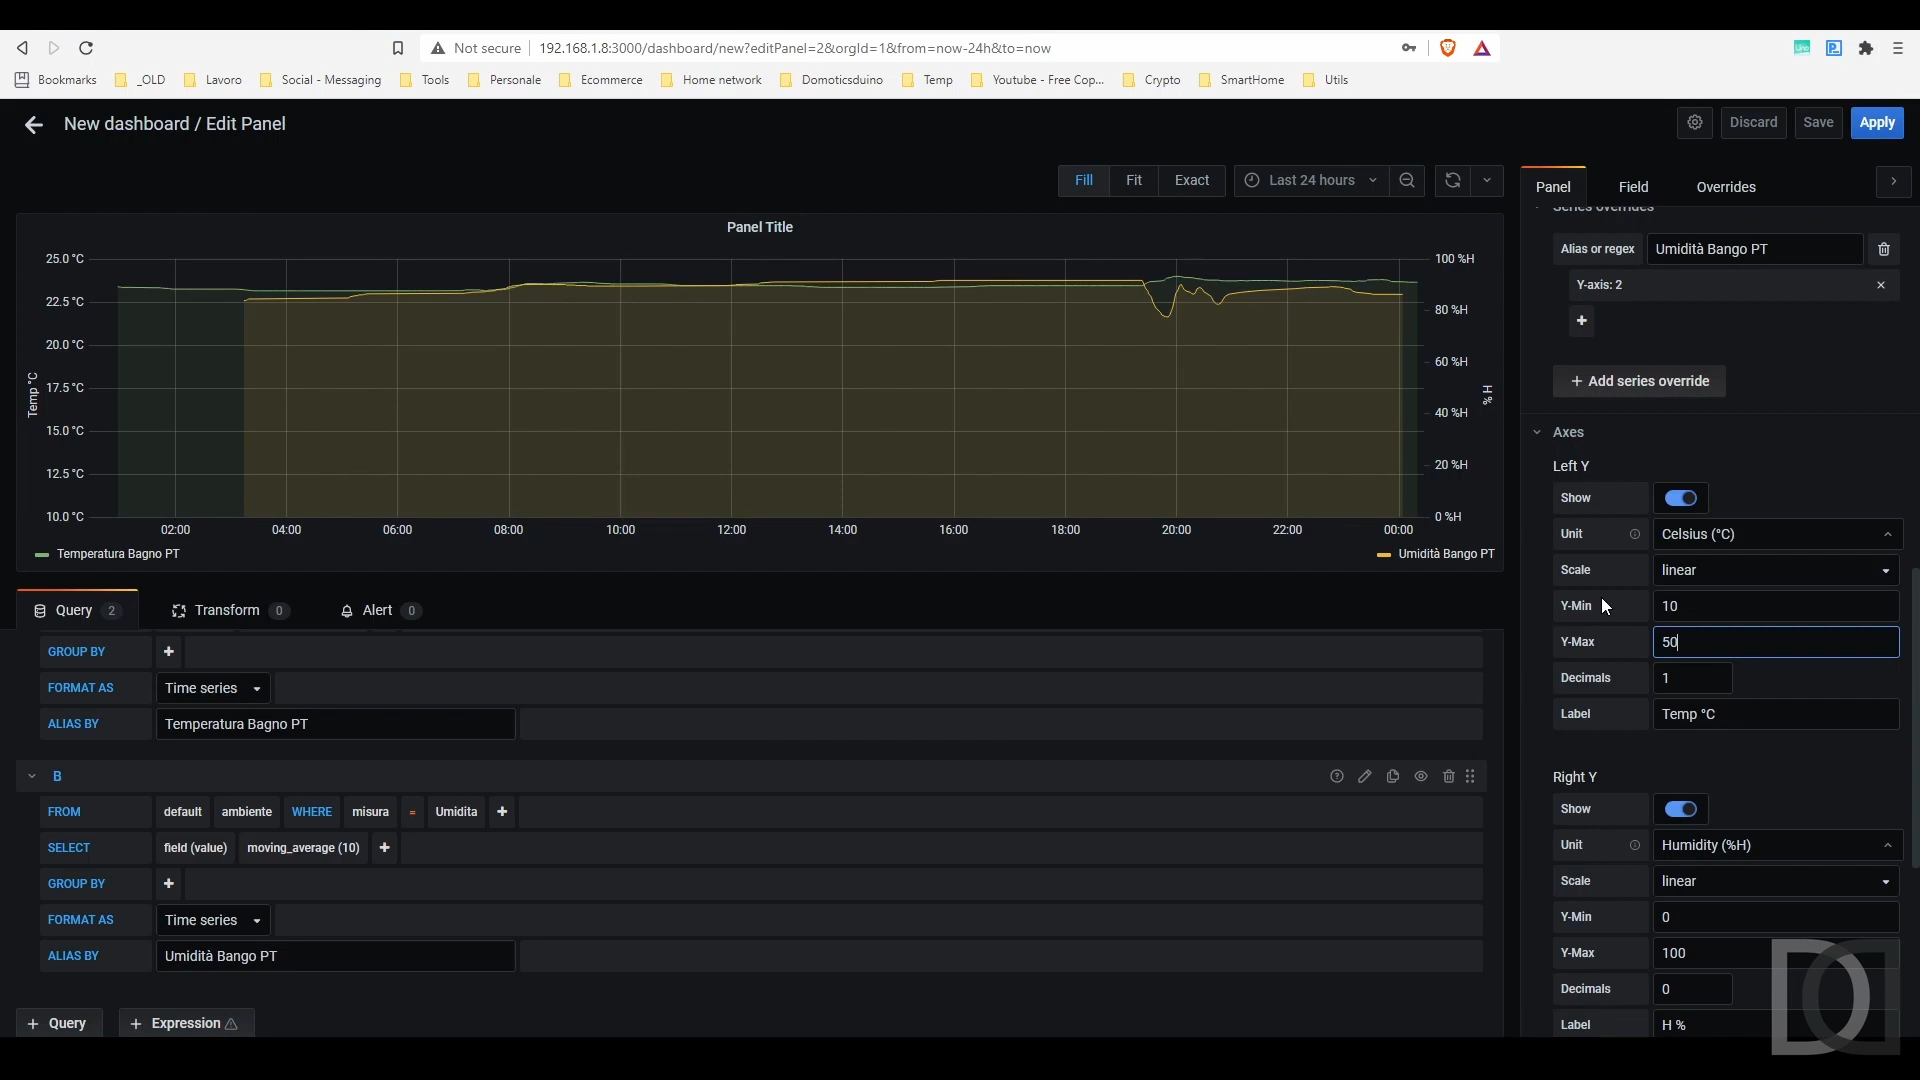 Not secure
192.168.1.8:3000/dashboard/new?editPanel=2&orgId=1&from=now-24h&to=now
Bookmarks _OLD Lavoro Social - Messaging Tools Personale Ecommerce Home network Domoticsduino Temp Youtube - Free Cop... Crypto SmartHome Utils
New dashboard / Edit Panel
Discard Save Apply
Fill Fit Exact Last 24 hours
Panel Field Overrides
Panel Title
25.0 °C
22.5 °C
20.0 °C
17.5 °C
15.0 °C
12.5 °C
10.0 °C
Temp °C
100 %H
80 %H
60 %H
40 %H
20 %H
0 %H
H %
02:00 04:00 06:00 08:00 10:00 12:00 14:00 16:00 18:00 20:00 22:00 00:00
Temperatura Bagno PT
Umidità Bango PT
Query 2 Transform 0 Alert 0
GROUP BY +
FORMAT AS Time series
ALIAS BY Temperatura Bagno PT
B
FROM default ambiente WHERE misura = Umidita +
SELECT field (value) moving_average (10) +
GROUP BY +
FORMAT AS Time series
ALIAS BY Umidità Bango PT
+ Query + Expression
Series overrides
Alias or regex Umidità Bango PT
Y-axis: 2 ×
+
+ Add series override
Axes
Left Y
Show
Unit Celsius (°C)
Scale linear
Y-Min 10
Y-Max 50
Decimals 1
Label Temp °C
Right Y
Show
Unit Humidity (%H)
Scale linear
Y-Min 0
Y-Max 100
Decimals 0
Label H %